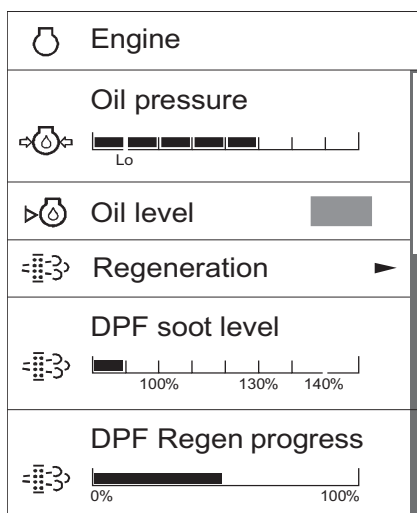 Engine
Oil pressure
Lo
Oil level
Regeneration
DPF soot level
100% 130% 140%
DPF Regen progress
0% 100%